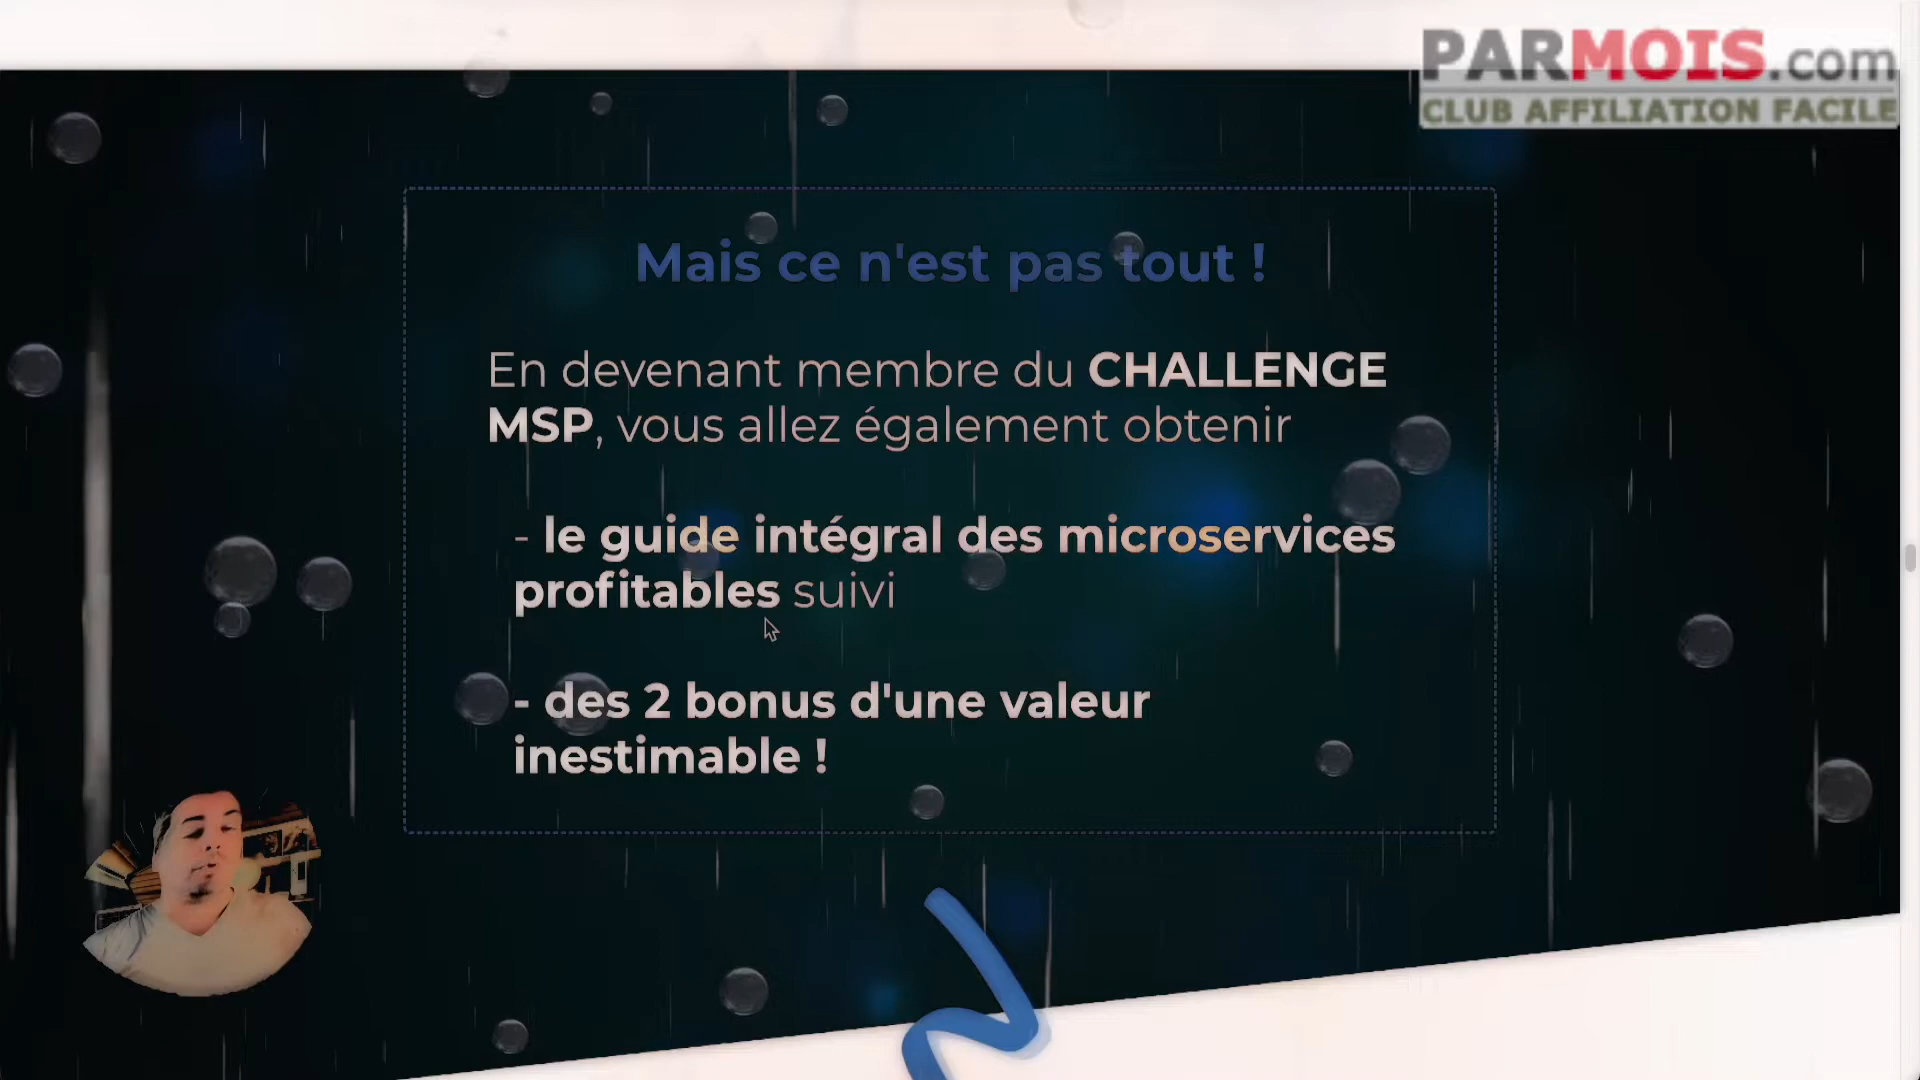 PARMOIS.com
CLUB AFFILIATION FACILE
Mais ce n'est pas tout !
En devenant membre du CHALLENGE
MSP, vous allez également obtenir
- le guide intégral des microservices
profitables suivi
- des 2 bonus d'une valeur
inestimable !